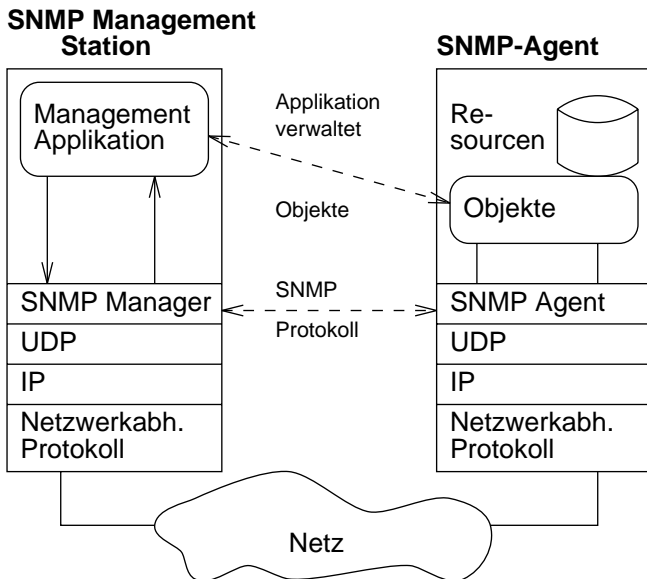 SNMP Management
Station
SNMP-Agent
Management
Applikation
Applikation
verwaltet
Re-
sourcen
Objekte
Objekte
SNMP Manager
SNMP
Protokoll
SNMP Agent
UDP
UDP
IP
IP
Netzwerkabh.
Protokoll
Netzwerkabh.
Protokoll
Netz